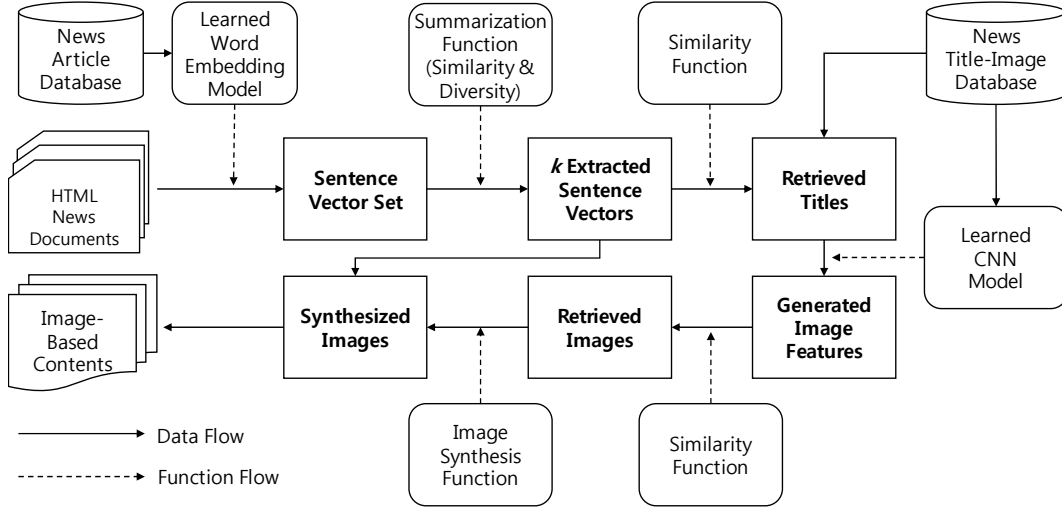 News
Article
Database
Learned
Word
Embedding
Model
Summarization
Function
(Similarity &
Diversity)
Similarity
Function
News
Title-Image
Database
HTML
News
Documents
Sentence
Vector Set
k Extracted
Sentence
Vectors
Retrieved
Titles
Learned
CNN
Model
Image-
Based
Contents
Synthesized
Images
Retrieved
Images
Generated
Image
Features
Data Flow
Function Flow
Image
Synthesis
Function
Similarity
Function